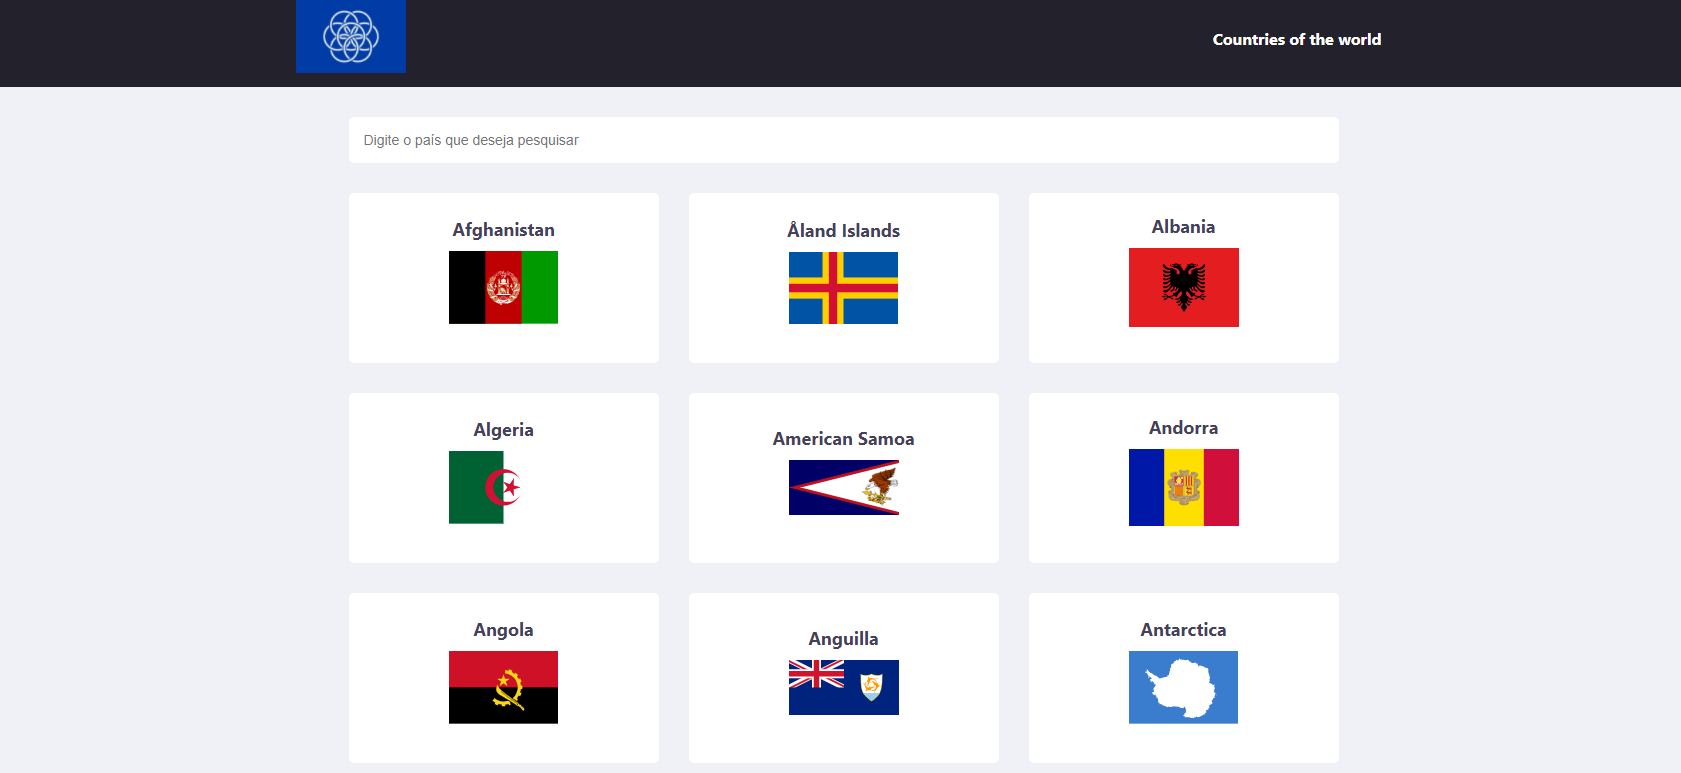 Countries of the world
Digite o país que deseja pesquisar
Afghanistan
Åland Islands
Albania
Algeria
American Samoa
Andorra
Angola
Anguilla
Antarctica